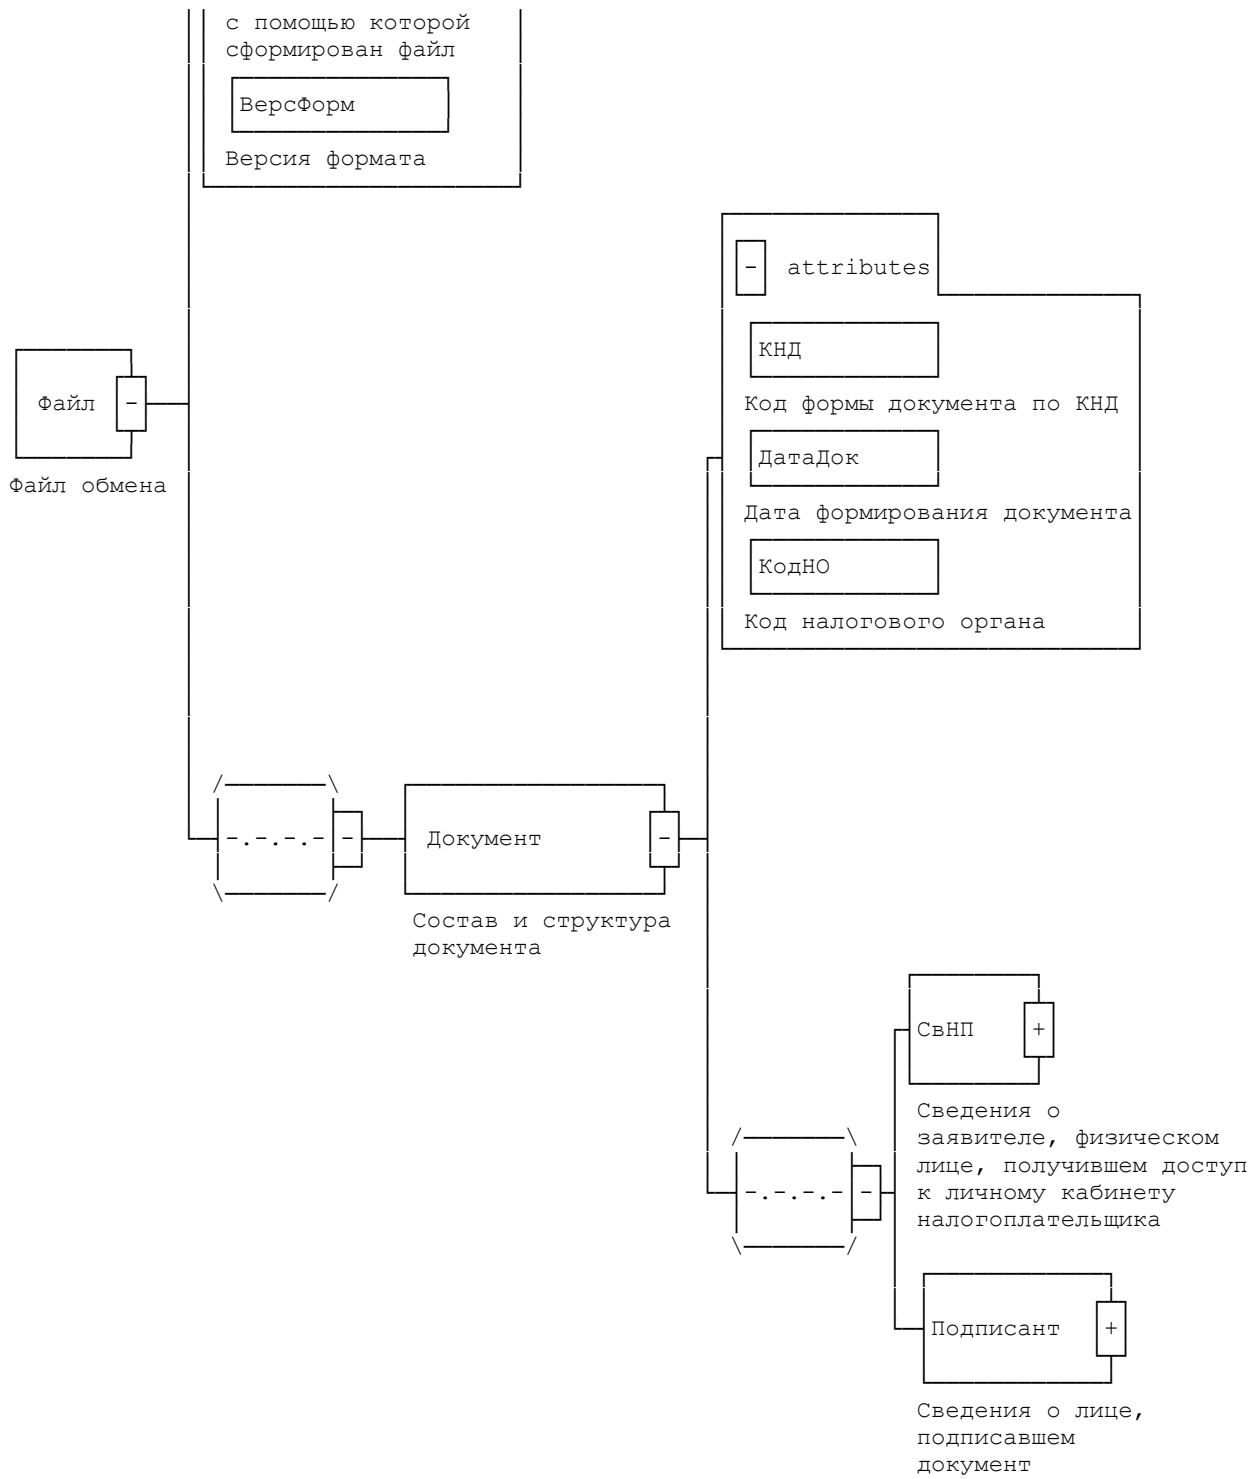 с помощью которой
сформирован файл
ВерсФорм
Версия формата
- attributes
КНД
Файл -
Код формы документа по КНД
ДатаДок
Файл обмена
Дата формирования документа
КодНО
Код налогового органа
-.-.-.- - Документ -
Состав и структура
документа
СвНП +
Сведения о
заявителе, физическом
лице, получившем доступ
-.-.-.- -
к личному кабинету
налогоплательщика
Подписант +
Сведения о лице,
подписавшем
документ